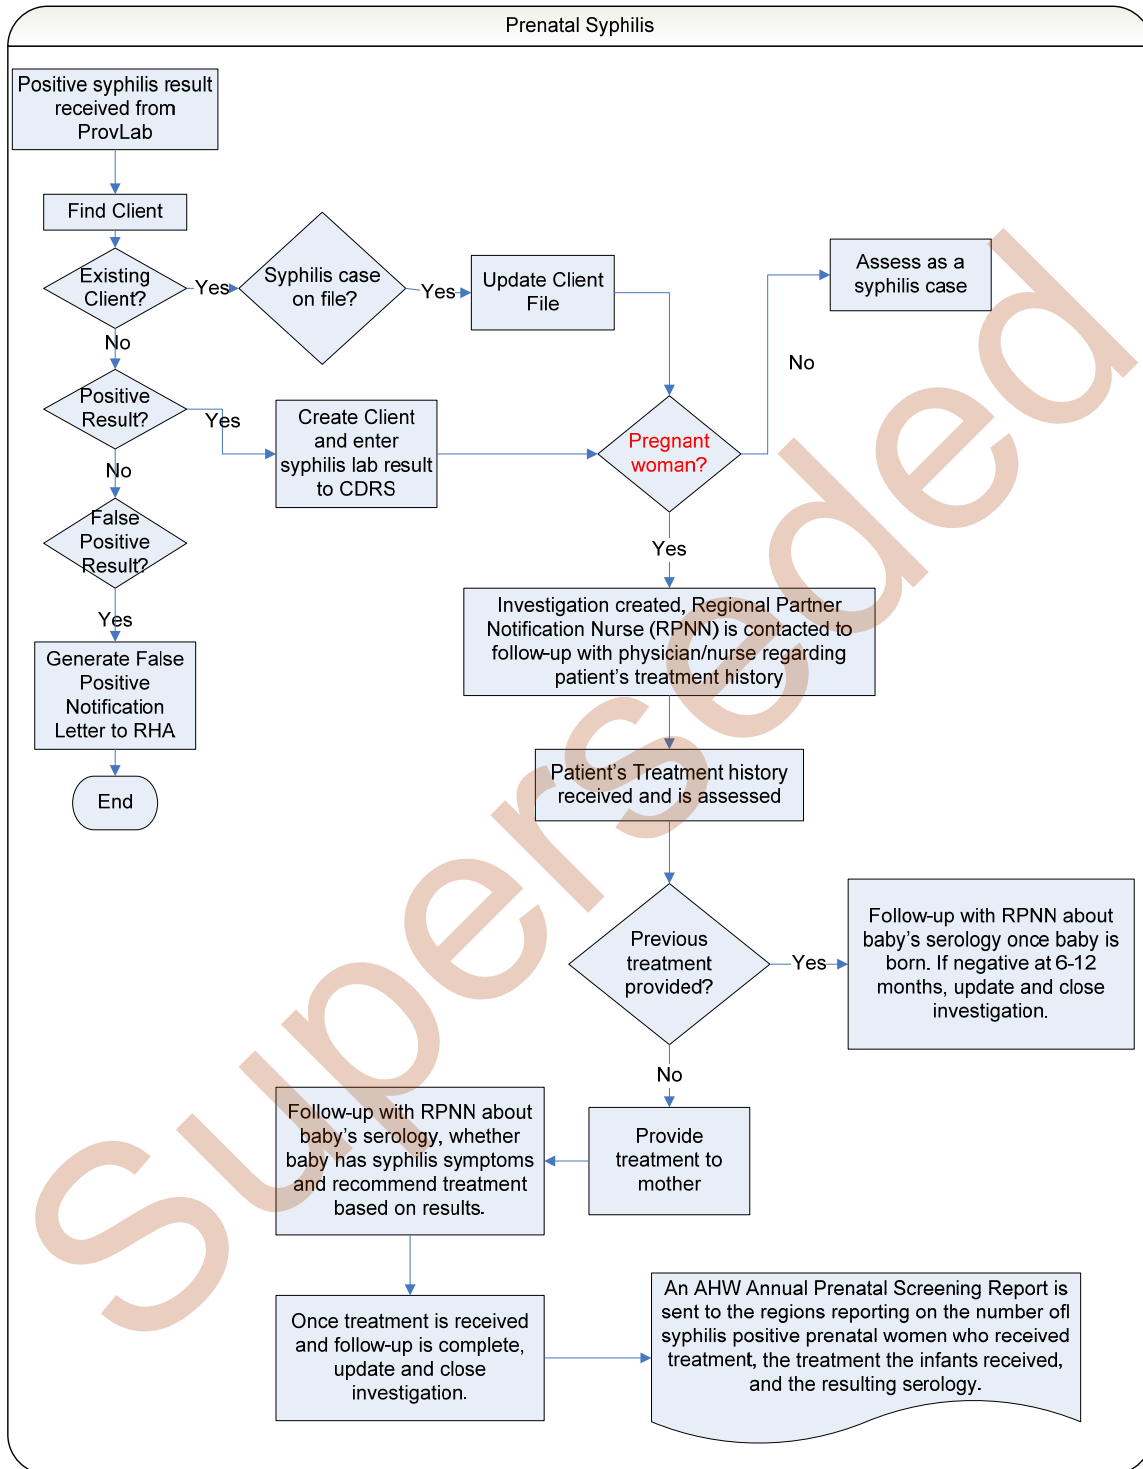 Prenatal Syphilis
Positive syphilis result
received from
ProvLab
Find Client
Existing
Client?
Yes
Syphilis case
on file?
Yes
Update Client
File
Assess as a
syphilis case
No
Positive
Result?
Yes
Create Client
and enter
syphilis lab result
to CDRS
Pregnant
woman?
No
No
False
Positive
Result?
Yes
Generate False
Positive
Notification
Letter to RHA
End
Yes
Investigation created, Regional Partner
Notification Nurse (RPNN) is contacted to
follow-up with physician/nurse regarding
patient's treatment history
Patient's Treatment history
received and is assessed
Previous
treatment
provided?
Yes
Follow-up with RPNN about
baby's serology once baby is
born. If negative at 6-12
months, update and close
investigation.
No
Provide
treatment to
mother
Follow-up with RPNN about
baby's serology, whether
baby has syphilis symptoms
and recommend treatment
based on results.
Once treatment is received
and follow-up is complete,
update and close
investigation.
An AHW Annual Prenatal Screening Report is
sent to the regions reporting on the number ofl
syphilis positive prenatal women who received
treatment, the treatment the infants received,
and the resulting serology.
Superseded